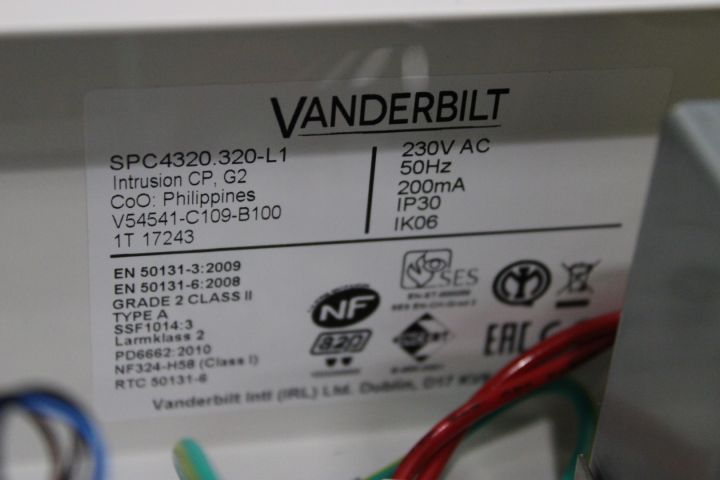 VANDERBILT
SPC4320.320-L1
Intrusion CP, G2
CoO: Philippines
V54541-C109-B100
1T 17243
230V AC
50Hz
200mA
IP30
IK06
EN 50131-3:2009
EN 50131-6:2008
GRADE 2 CLASS II
TYPE A
SSF1014:3
Larmklass 2
PD6662:2010
NF324-H58 (Class I)
RTC 50131-6
NF
SES
EAC
Vanderbilt Intl (IRL) Ltd. Dublin, D17